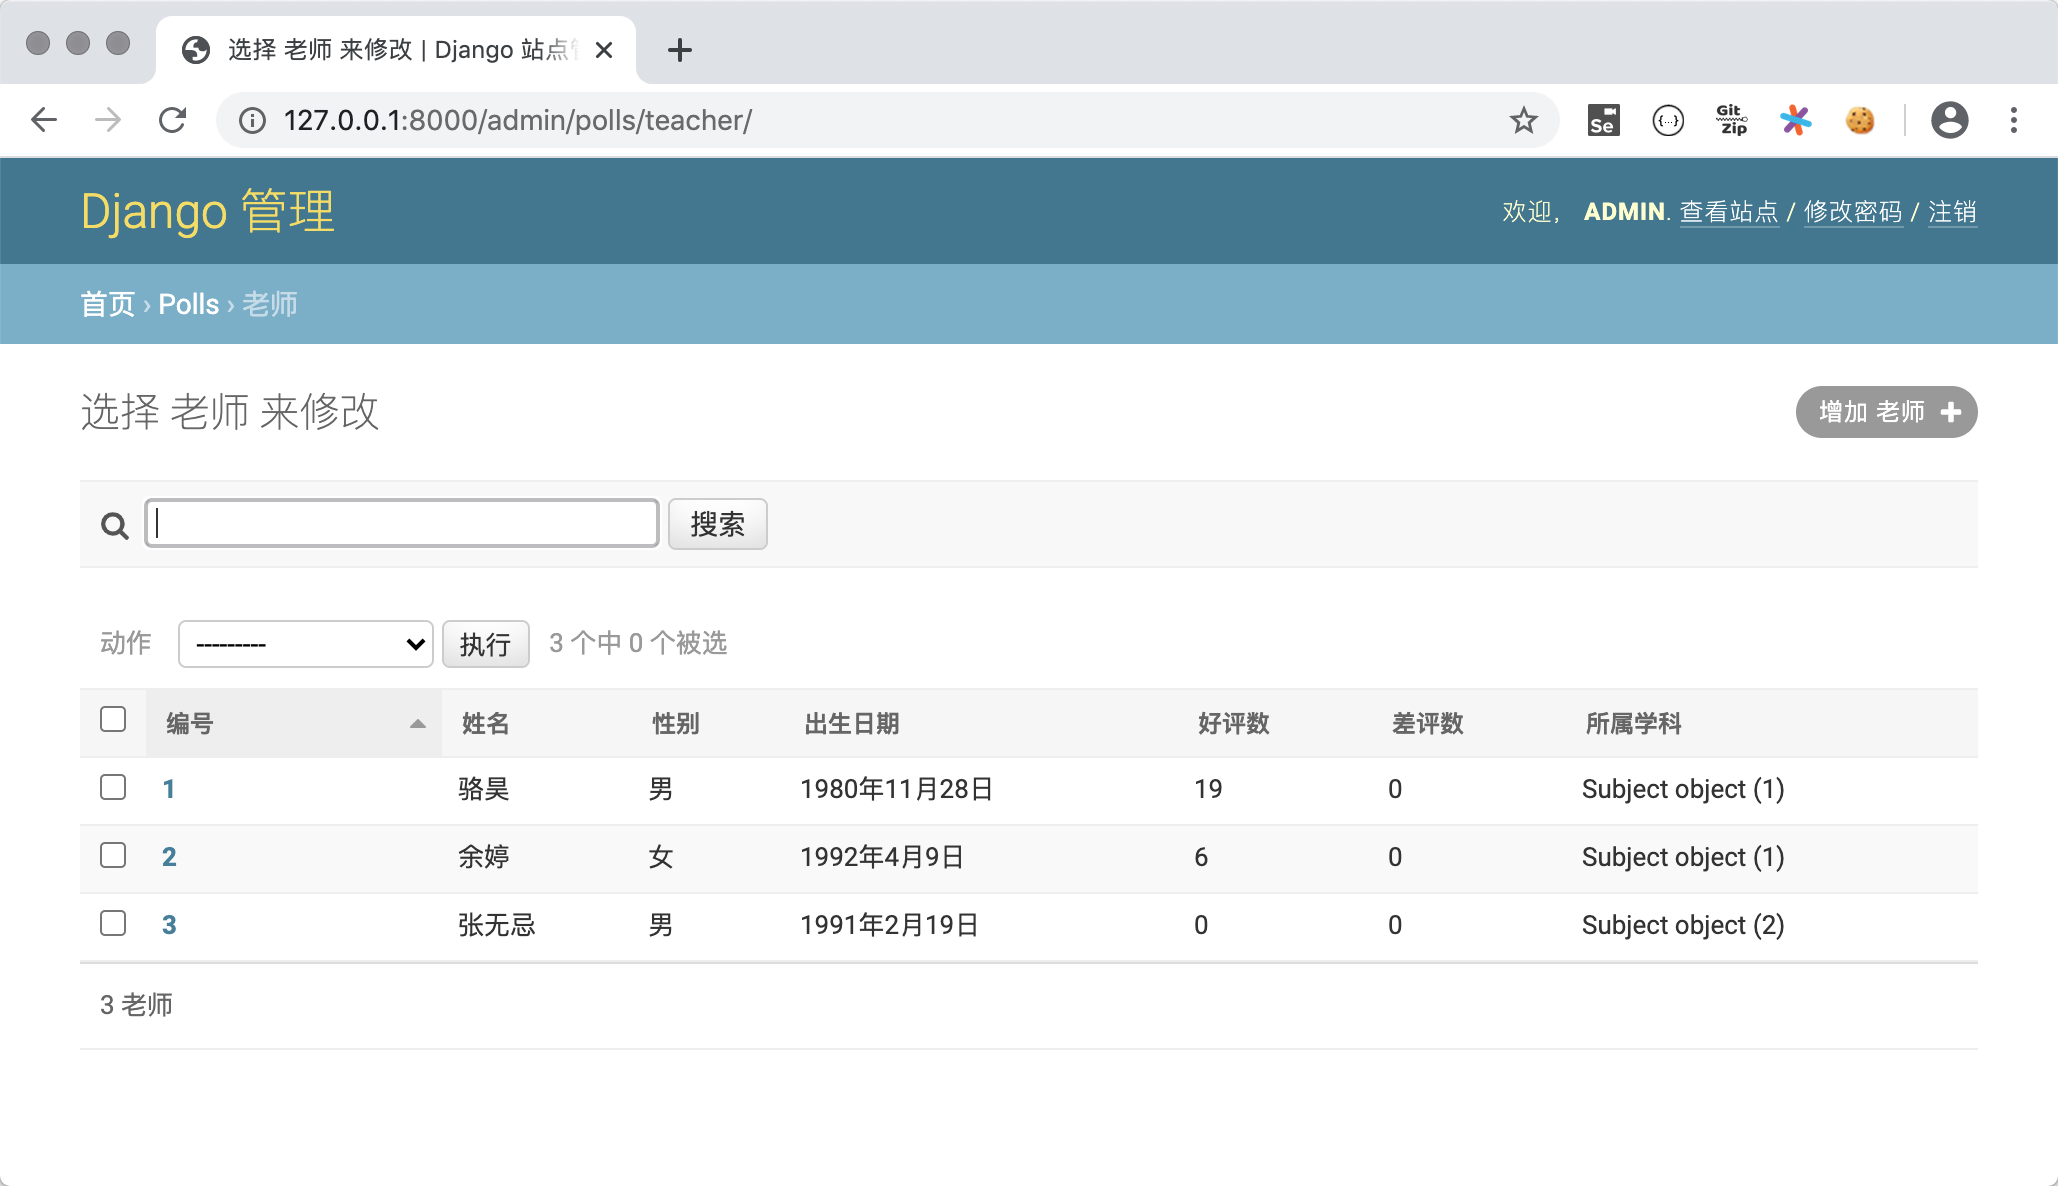 选择 老师 来修改 | Django 站点
127.0.0.1:8000/admin/polls/teacher/
Se
{...}
Git
zip
Django 管理
欢迎, ADMIN. 查看站点 / 修改密码 / 注销
首页 › Polls › 老师
选择 老师 来修改
增加 老师
搜索
动作 --------- 执行 3 个中 0 个被选
编号 姓名 性别 出生日期 好评数 差评数 所属学科
1 骆昊 男 1980年11月28日 19 0 Subject object (1)
2 余婷 女 1992年4月9日 6 0 Subject object (1)
3 张无忌 男 1991年2月19日 0 0 Subject object (2)
3 老师